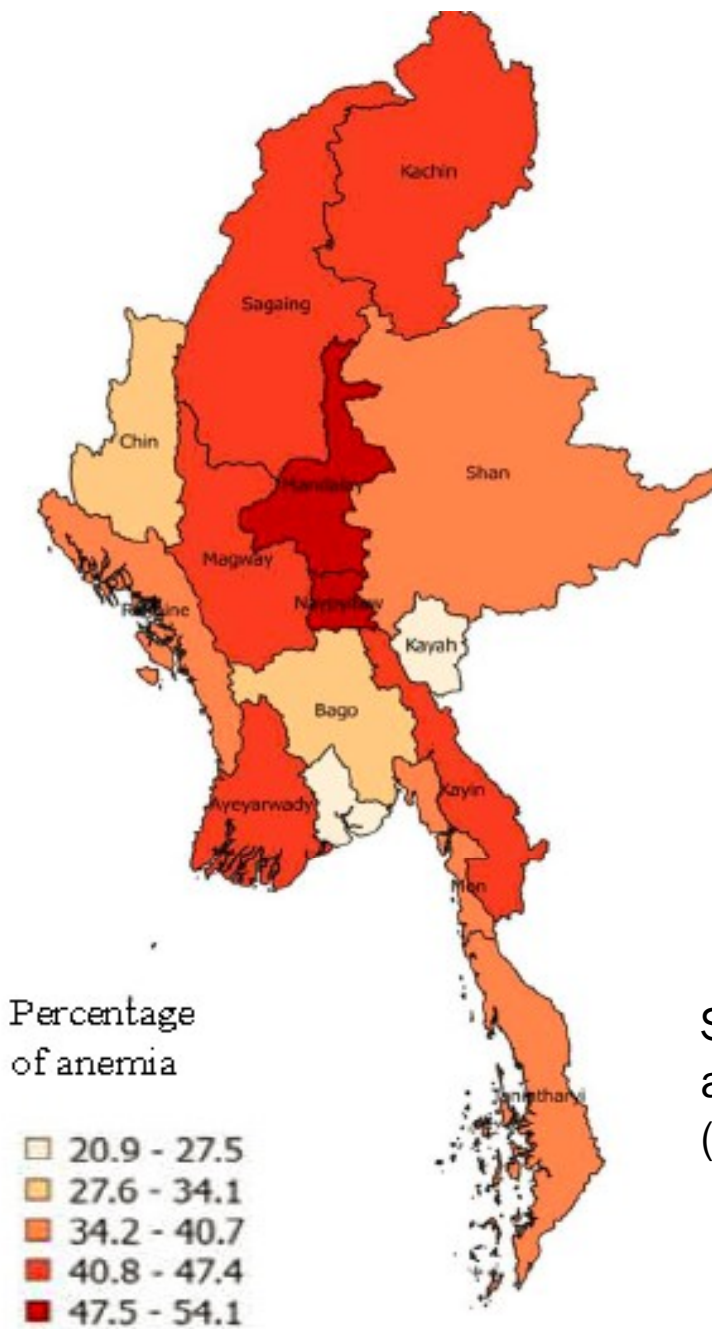 Kachin
Sagaing
Chin
Shan
Mandalay
Magway
Naypyitaw
Rakhine
Kayah
Bago
Ayeyarwady
Kayin
Mon
Percentage
of anemia
Tanintharyi
20.9 - 27.5
27.6 - 34.1
34.2 - 40.7
40.8 - 47.4
47.5 - 54.1